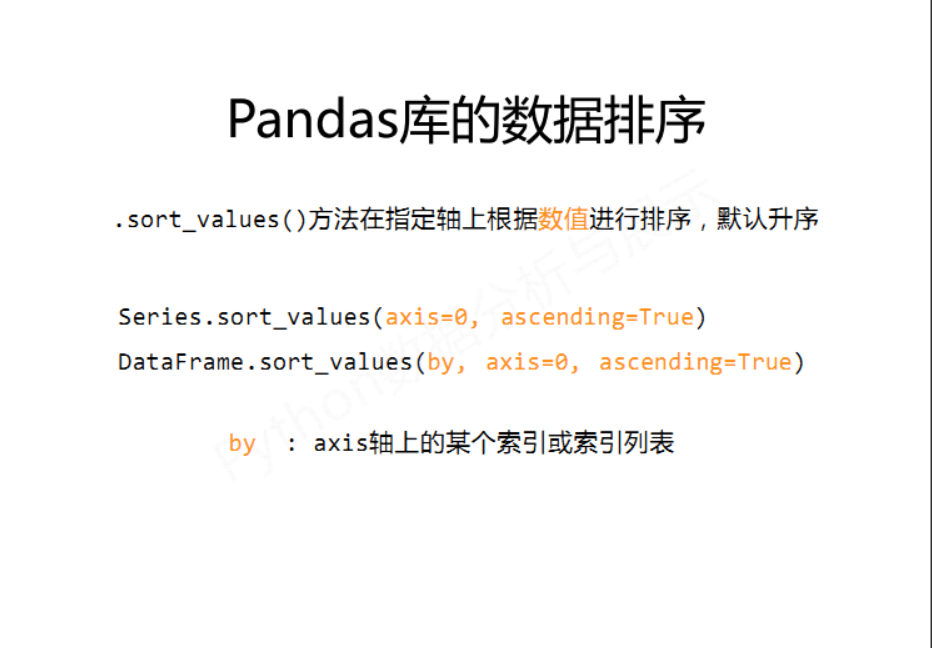 Pandas库的数据排序
.sort_values()方法在指定轴上根据数值进行排序，默认升序
Series.sort_values(axis=0, ascending=True)
DataFrame.sort_values(by, axis=0, ascending=True)
by : axis轴上的某个索引或索引列表
Python数据分析与展示